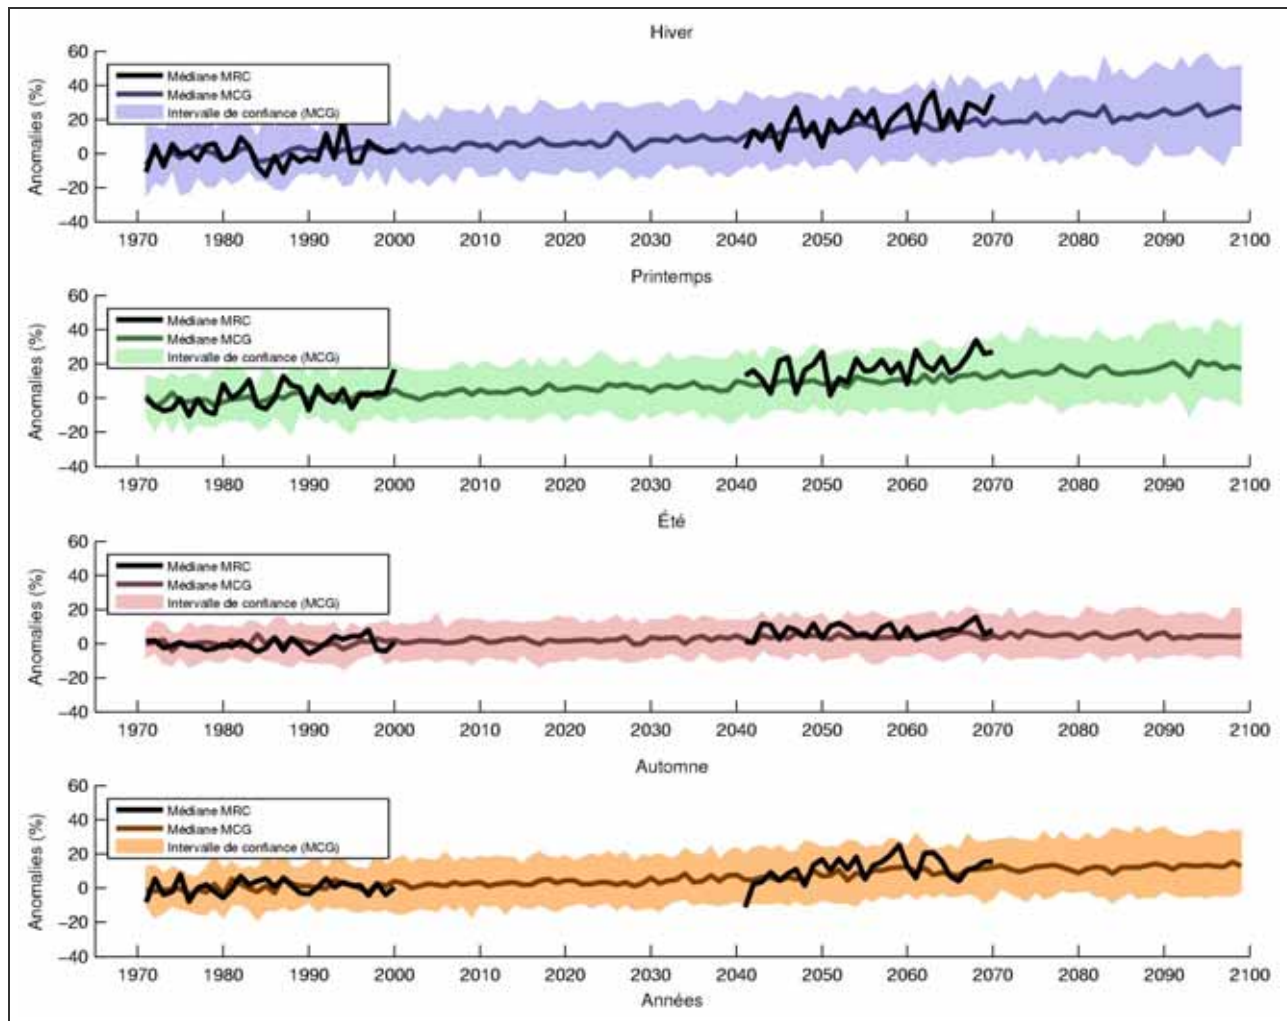 Hiver
60
40
20
0
−20
−40
Anomalies (%)
Médiane MRC
Médiane MCG
Intervalle de confiance (MCG)
1970 1980 1990 2000 2010 2020 2030 2040 2050 2060 2070 2080 2090 2100
Printemps
60
40
20
0
−20
−40
Anomalies (%)
Médiane MRC
Médiane MCG
Intervalle de confiance (MCG)
1970 1980 1990 2000 2010 2020 2030 2040 2050 2060 2070 2080 2090 2100
Été
60
40
20
0
−20
−40
Anomalies (%)
Médiane MRC
Médiane MCG
Intervalle de confiance (MCG)
1970 1980 1990 2000 2010 2020 2030 2040 2050 2060 2070 2080 2090 2100
Automne
60
40
20
0
−20
−40
Anomalies (%)
Médiane MRC
Médiane MCG
Intervalle de confiance (MCG)
1970 1980 1990 2000 2010 2020 2030 2040 2050 2060 2070 2080 2090 2100
Années